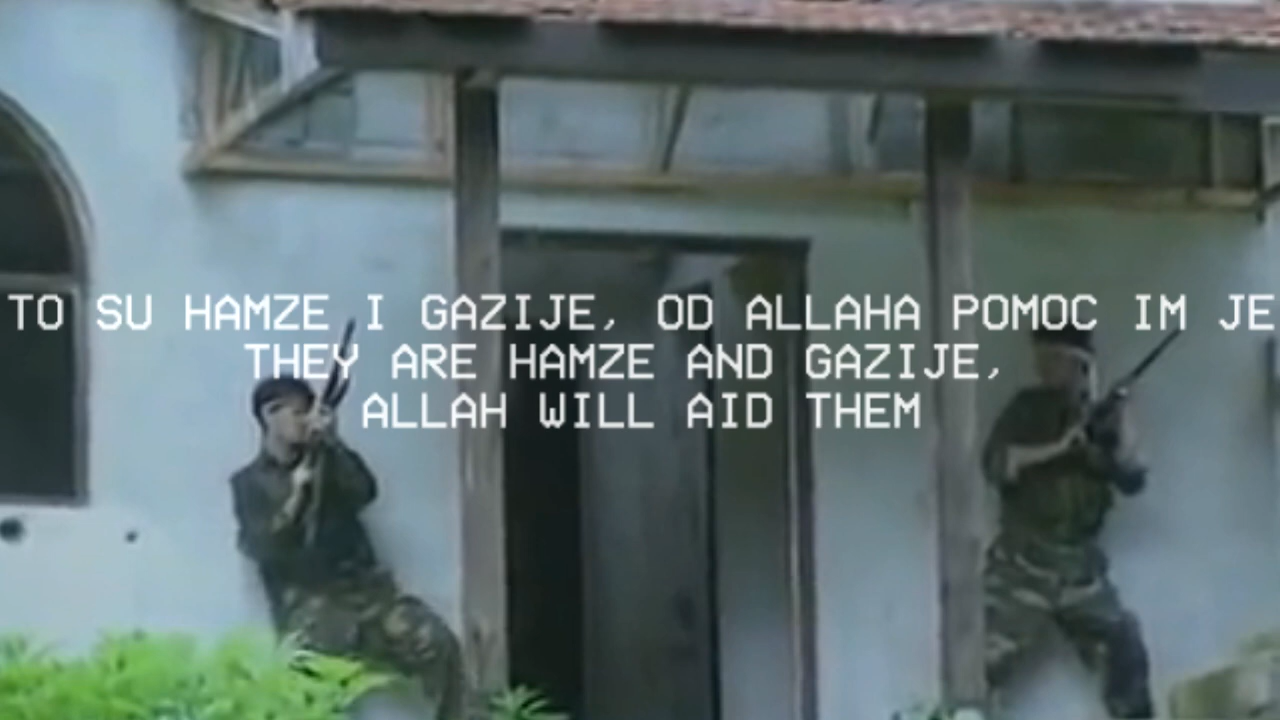 TO SU HAMZE I GAZIJE, OD ALLAHA POMOC IM JE
THEY ARE HAMZE AND GAZIJE,
ALLAH WILL AID THEM